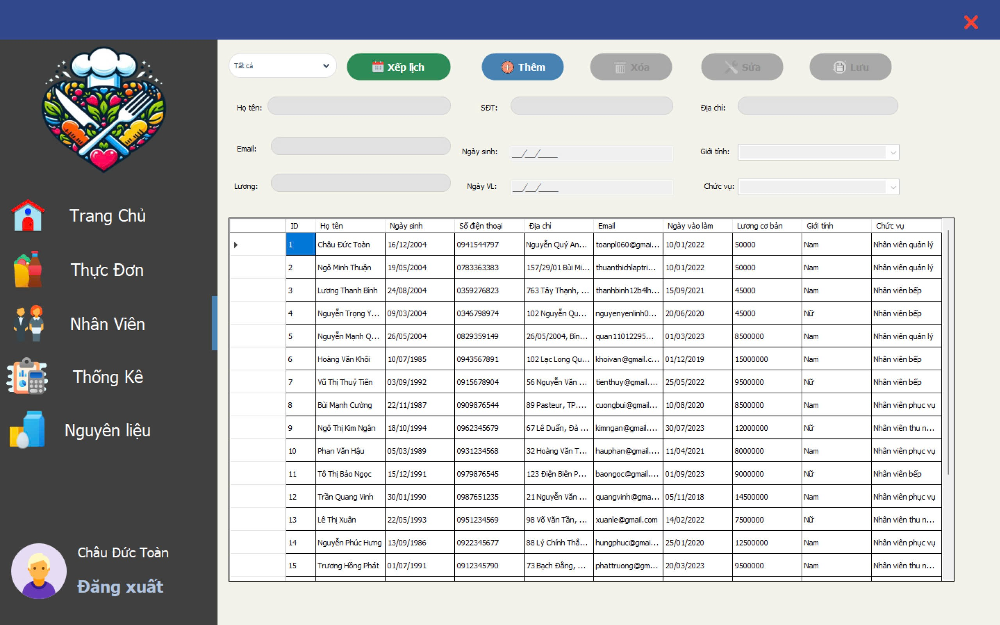 Tất cả
Xếp lịch
Thêm
Xóa
Sửa
Lưu
Họ tên:
SĐT:
Địa chỉ:
Email:
Ngày sinh: __/__/____
Giới tính:
Lương:
Ngày VL: __/__/____
Chức vụ:
Trang Chủ
Thực Đơn
Nhân Viên
Thống Kê
Nguyên liệu
Châu Đức Toàn
Đăng xuất
ID Họ tên Ngày sinh Số điện thoại Địa chỉ Email Ngày vào làm Lương cơ bản Giới tính Chức vụ
1 Châu Đức Toàn 16/12/2004 0941544797 Nguyễn Quý An... toanpl060@gmai... 10/01/2022 50000 Nam Nhân viên quản lý
2 Ngô Minh Thuận 19/05/2004 0783363383 157/29/01 Bùi Mi... thuanthichlaptri... 10/01/2022 50000 Nam Nhân viên quản lý
3 Lương Thanh Bình 24/08/2004 0359276823 763 Tây Thạnh, ... thanhbinh12b4lh... 15/09/2021 45000 Nam Nhân viên bếp
4 Nguyễn Trọng Y... 09/03/2004 0346798974 102 Nguyễn Qu... nguyenyenlinh0... 20/06/2020 45000 Nữ Nhân viên bếp
5 Nguyễn Mạnh Q... 26/05/2004 0829359149 26/05/2004, Bìn... quan11012295... 01/03/2023 8500000 Nam Nhân viên quản lý
6 Hoàng Văn Khôi 10/07/1985 0943567891 102 Lạc Long Qu... khoivan@gmail.c... 01/12/2019 15000000 Nam Nhân viên bếp
7 Vũ Thị Thuỷ Tiên 03/09/1992 0915678904 56 Nguyễn Văn ... tienthuy@gmail.... 25/05/2022 9500000 Nữ Nhân viên bếp
8 Bùi Mạnh Cường 22/11/1987 0909876544 89 Pasteur, TP.... cuongbui@gmail... 10/08/2020 8500000 Nam Nhân viên phục vụ
9 Ngô Thị Kim Ngân 18/10/1994 0962345679 67 Lê Duẩn, Đà ... kimngan@gmail.... 30/07/2023 12000000 Nữ Nhân viên thu n...
10 Phan Văn Hậu 05/03/1989 0931234568 32 Hoàng Văn T... hauphan@gmail.... 11/04/2021 8000000 Nam Nhân viên phục vụ
11 Tô Thị Bảo Ngọc 15/12/1991 0979876545 123 Điện Biên P... baongoc@gmail.... 01/09/2023 9000000 Nữ Nhân viên bếp
12 Trần Quang Vinh 30/01/1990 0987651235 21 Nguyễn Văn ... quangvinh@gma... 05/11/2018 14500000 Nam Nhân viên phục vụ
13 Lê Thị Xuân 22/05/1993 0951234569 98 Võ Văn Tần, ... xuanle@gmail.com 14/02/2022 7500000 Nữ Nhân viên thu n...
14 Nguyễn Phúc Hưng 13/09/1986 0922345677 88 Lý Chính Thắ... hungphuc@gmai... 25/01/2020 12500000 Nam Nhân viên phục vụ
15 Trương Hồng Phát 01/07/1991 0912345790 73 Bạch Đằng, ... phattruong@gm... 20/03/2023 9500000 Nam Nhân viên thu n...